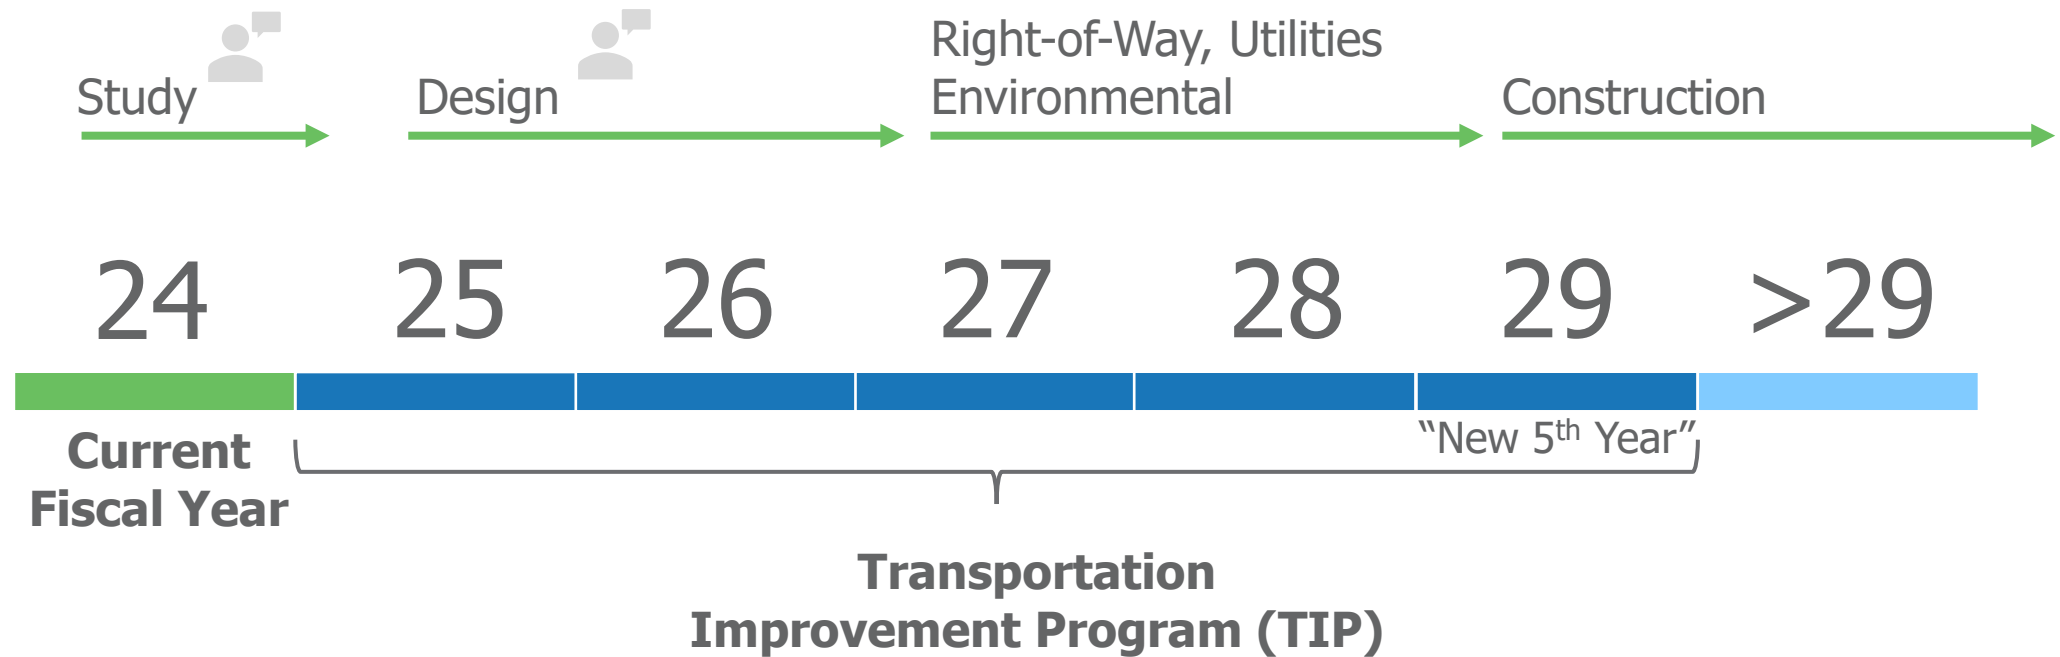 Study
Design
Right-of-Way, Utilities
Environmental
Construction
24
25
26
27
28
29
>29
Current
Fiscal Year
“New 5th Year”
Transportation
Improvement Program (TIP)